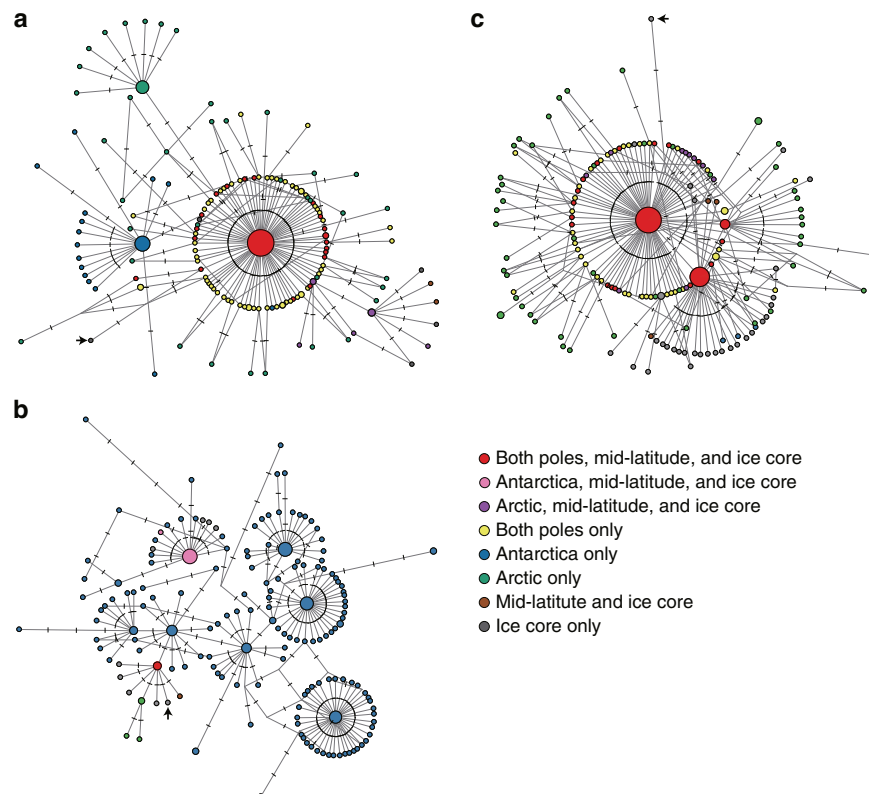 a
c
b
Both poles, mid-latitude, and ice core
Antarctica, mid-latitude, and ice core
Arctic, mid-latitude, and ice core
Both poles only
Antarctica only
Arctic only
Mid-latitute and ice core
Ice core only